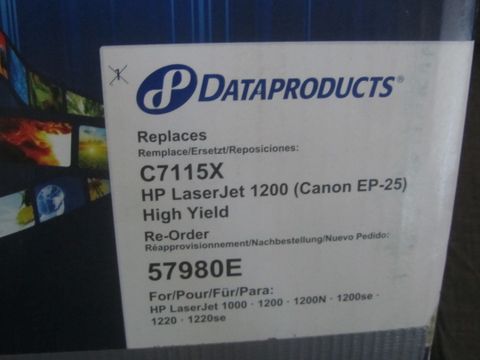 DATAPRODUCTS®
Replaces
Remplace/Ersetzt/Reposiciones:
C7115X
HP LaserJet 1200 (Canon EP-25)
High Yield
Re-Order
Réapprovisionnement/Nachbestellung/Nuevo Pedido:
57980E
For/Pour/Für/Para:
HP LaserJet 1000 · 1200 · 1200N · 1200se ·
1220 · 1220se